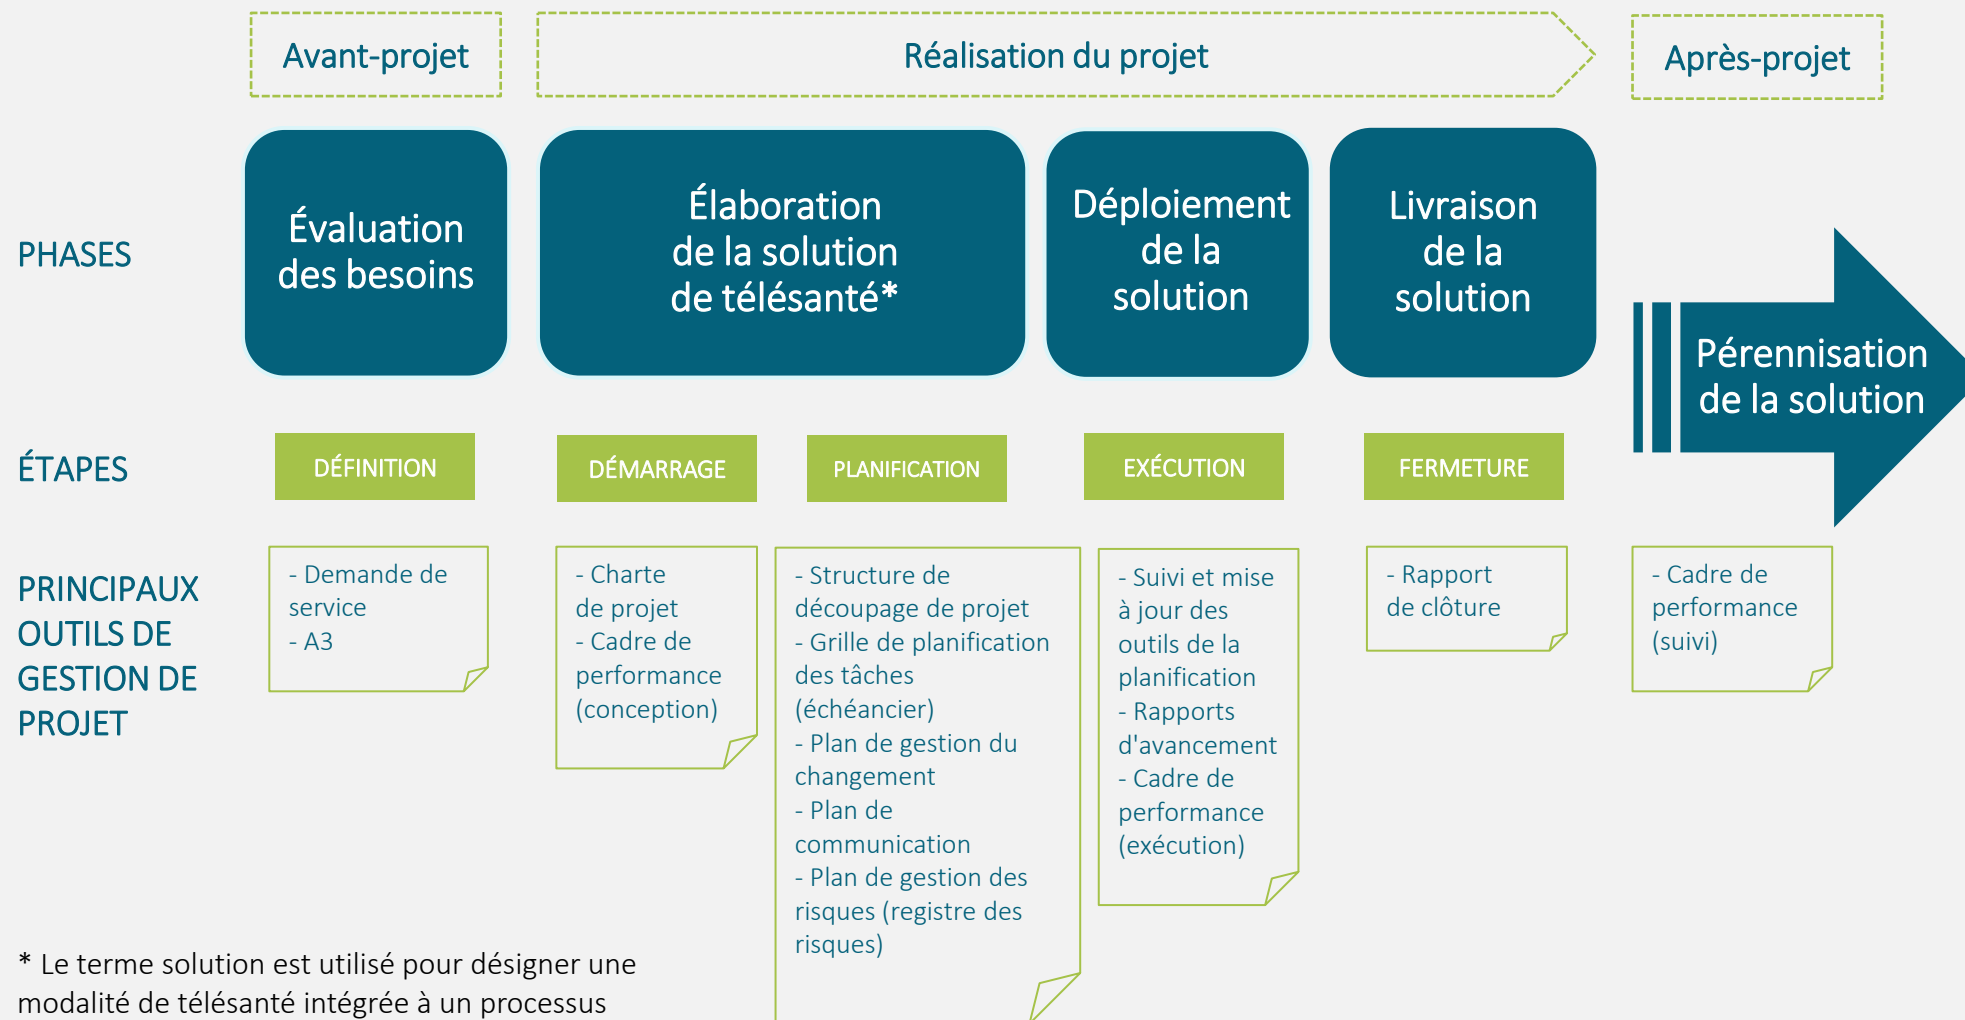 Avant-projet
Réalisation du projet
Après-projet
PHASES
Évaluation
des besoins
Élaboration
de la solution
de télésanté*
Déploiement
de la
solution
Livraison
de la
solution
Pérennisation
de la solution
ÉTAPES
DÉFINITION
DÉMARRAGE
PLANIFICATION
EXÉCUTION
FERMETURE
PRINCIPAUX
OUTILS DE
GESTION DE
PROJET
- Demande de
service
- A3
- Charte
de projet
- Cadre de
performance
(conception)
- Structure de
découpage de projet
- Grille de planification
des tâches
(échéancier)
- Plan de gestion du
changement
- Plan de
communication
- Plan de gestion des
risques (registre des
risques)
- Suivi et mise
à jour des
outils de la
planification
- Rapports
d'avancement
- Cadre de
performance
(exécution)
- Rapport
de clôture
- Cadre de
performance
(suivi)
* Le terme solution est utilisé pour désigner une
modalité de télésanté intégrée à un processus